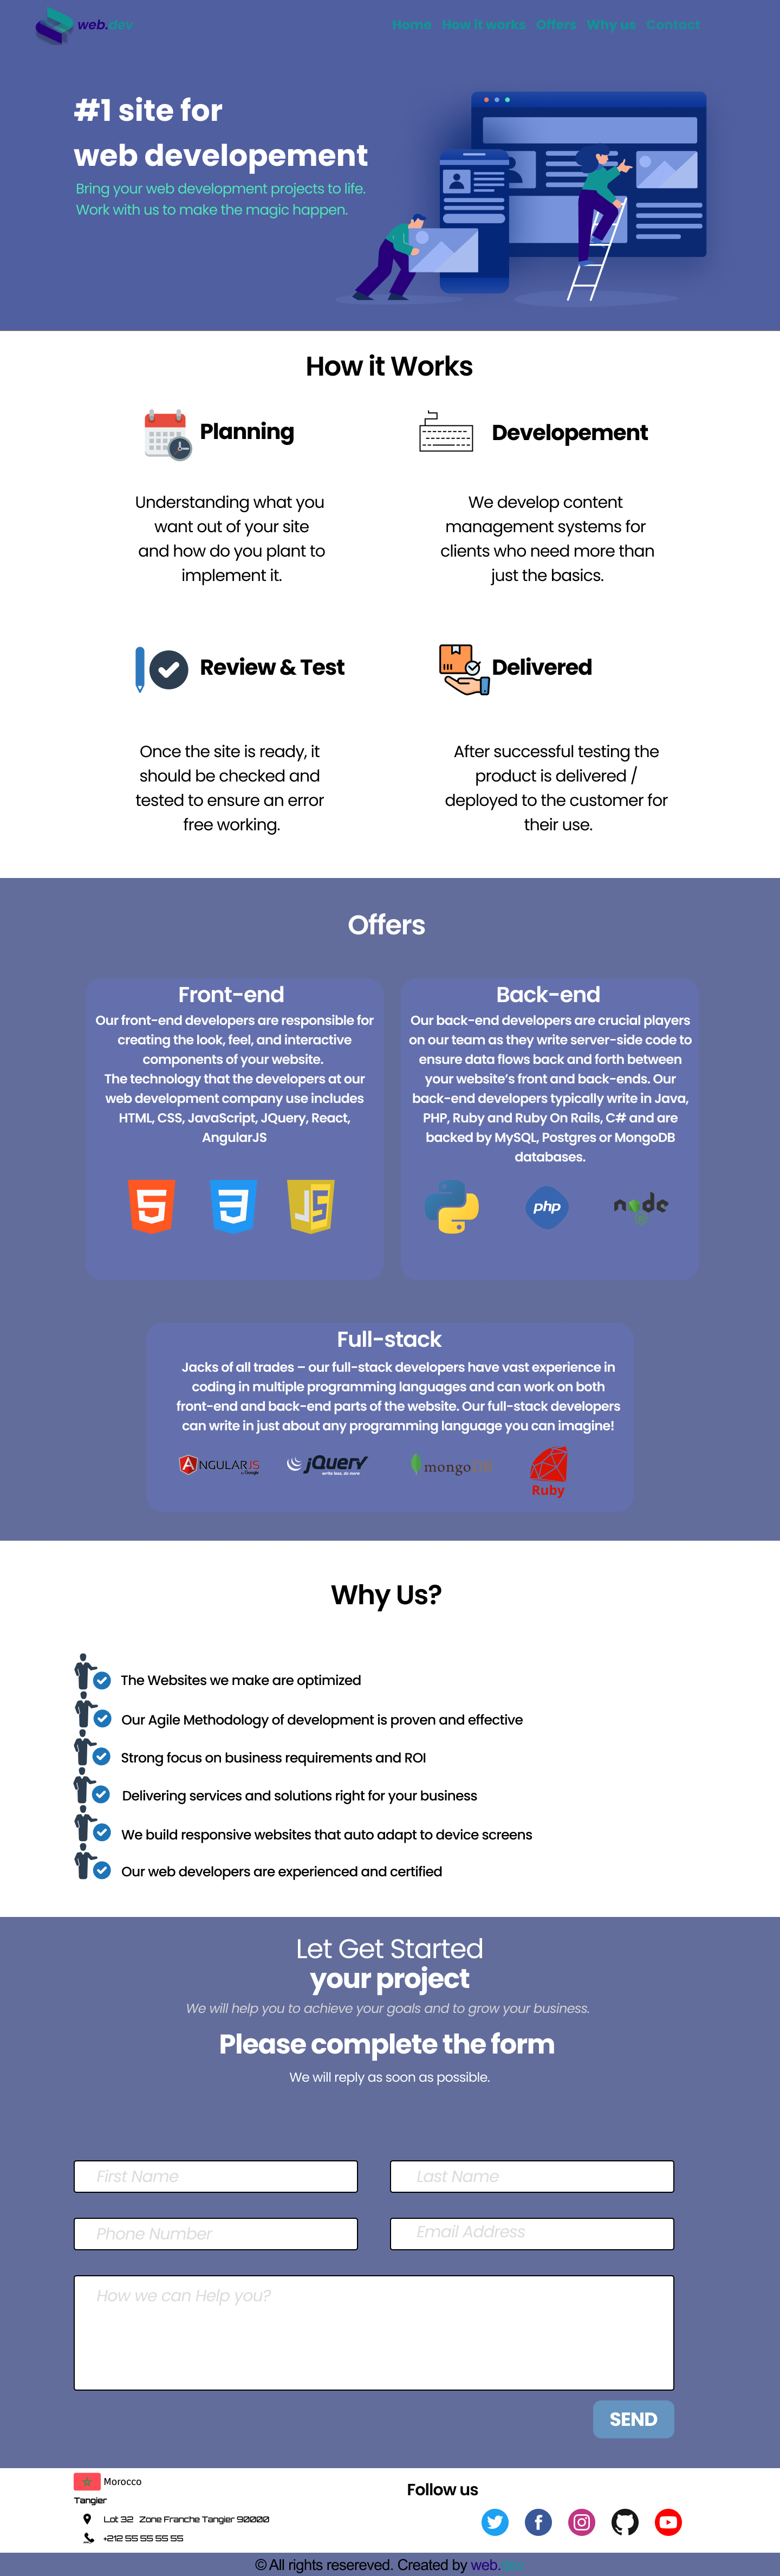 web.dev
Home How it works Offers Why us Contact
#1 site for
web developement
Bring your web development projects to life.
Work with us to make the magic happen.
How it Works
Planning
Developement
Understanding what you
want out of your site
and how do you plant to
implement it.
We develop content
management systems for
clients who need more than
just the basics.
Review & Test
Delivered
Once the site is ready, it
should be checked and
tested to ensure an error
free working.
After successful testing the
product is delivered /
deployed to the customer for
their use.
Offers
Front-end
Our front-end developers are responsible for
creating the look, feel, and interactive
components of your website.
The technology that the developers at our
web development company use includes
HTML, CSS, JavaScript, JQuery, React,
AngularJS
5
3
JS
Back-end
Our back-end developers are crucial players
on our team as they write server-side code to
ensure data flows back and forth between
your website's front and back-ends. Our
back-end developers typically write in Java,
PHP, Ruby and Ruby On Rails, C# and are
backed by MySQL, Postgres or MongoDB
databases.
php
node
Full-stack
Jacks of all trades – our full-stack developers have vast experience in
coding in multiple programming languages and can work on both
front-end and back-end parts of the website. Our full-stack developers
can write in just about any programming language you can imagine!
ANGULARJS
by Google
jQuery
write less, do more
mongoDB
Ruby
Why Us?
The Websites we make are optimized
Our Agile Methodology of development is proven and effective
Strong focus on business requirements and ROI
Delivering services and solutions right for your business
We build responsive websites that auto adapt to device screens
Our web developers are experienced and certified
Let Get Started
your project
We will help you to achieve your goals and to grow your business.
Please complete the form
We will reply as soon as possible.
First Name
Last Name
Phone Number
Email Address
How we can Help you?
SEND
Morocco
Tangier
Lot 32 Zone Franche Tangier 90000
+212 55 55 55 55
Follow us
© All rights resereved. Created by web.dev